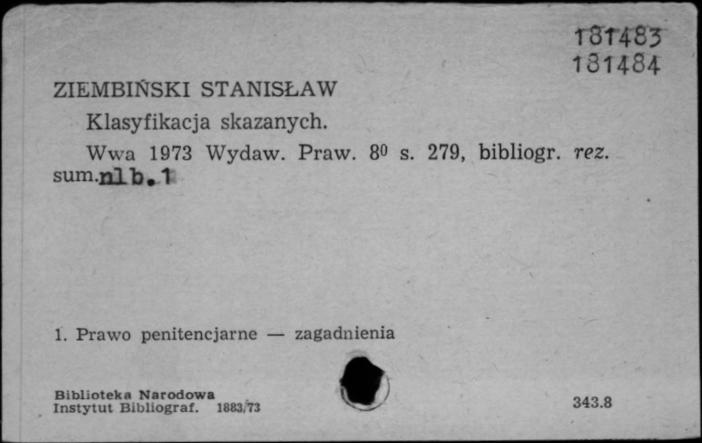 181483
181484
ZIEMBIŃSKI STANISŁAW
Klasyfikacja skazanych.
Wwa 1973 Wydaw. Praw. 8⁰ s. 279, bibliogr. rez.
sum.nlb.1
1. Prawo penitencjarne — zagadnienia
Biblioteka Narodowa
Instytut Bibliograf. 1883/73
343.8